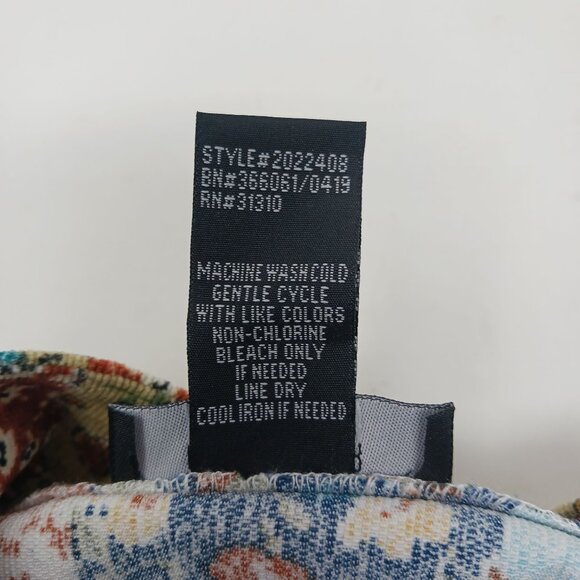 STYLE#2022408
BN#366061/0419
RN#31310
MACHINE WASH COLD
GENTLE CYCLE
WITH LIKE COLORS
NON-CHLORINE
BLEACH ONLY
IF NEEDED
LINE DRY
COOL IRON IF NEEDED